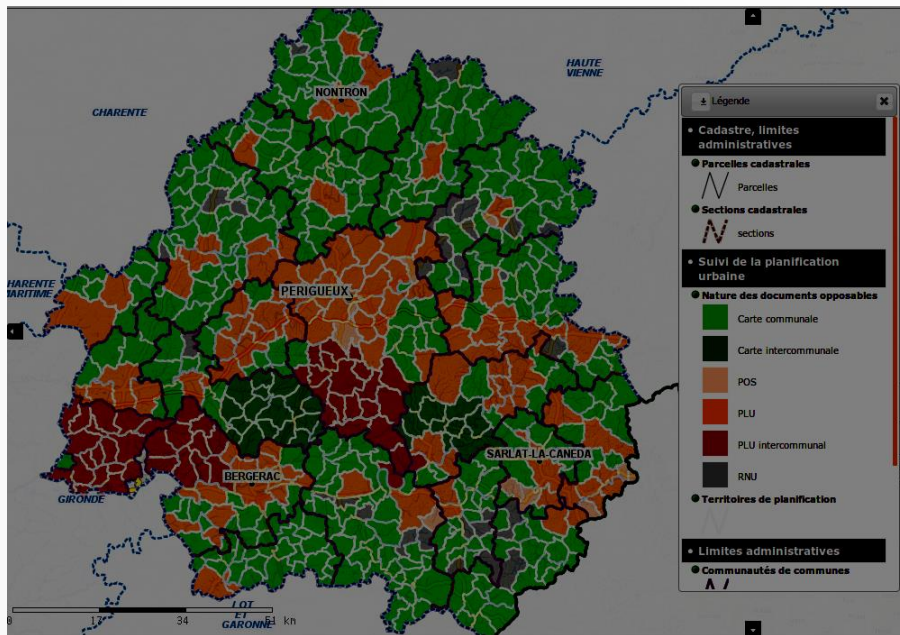 HAUTE
VIENNE
NONTRON
CHARENTE
CHARENTE
MARITIME
PERIGUEUX
SARLAT-LA-CANEDA
BERGERAC
GIRONDE
LOT
ET
GARONNE
0 17 34 51 km
Légende
• Cadastre, limites
administratives
Parcelles cadastrales
Parcelles
Sections cadastrales
sections
• Suivi de la planification
urbaine
Nature des documents opposables
Carte communale
Carte intercommunale
POS
PLU
PLU intercommunal
RNU
Territoires de planification
• Limites administratives
Communautés de communes